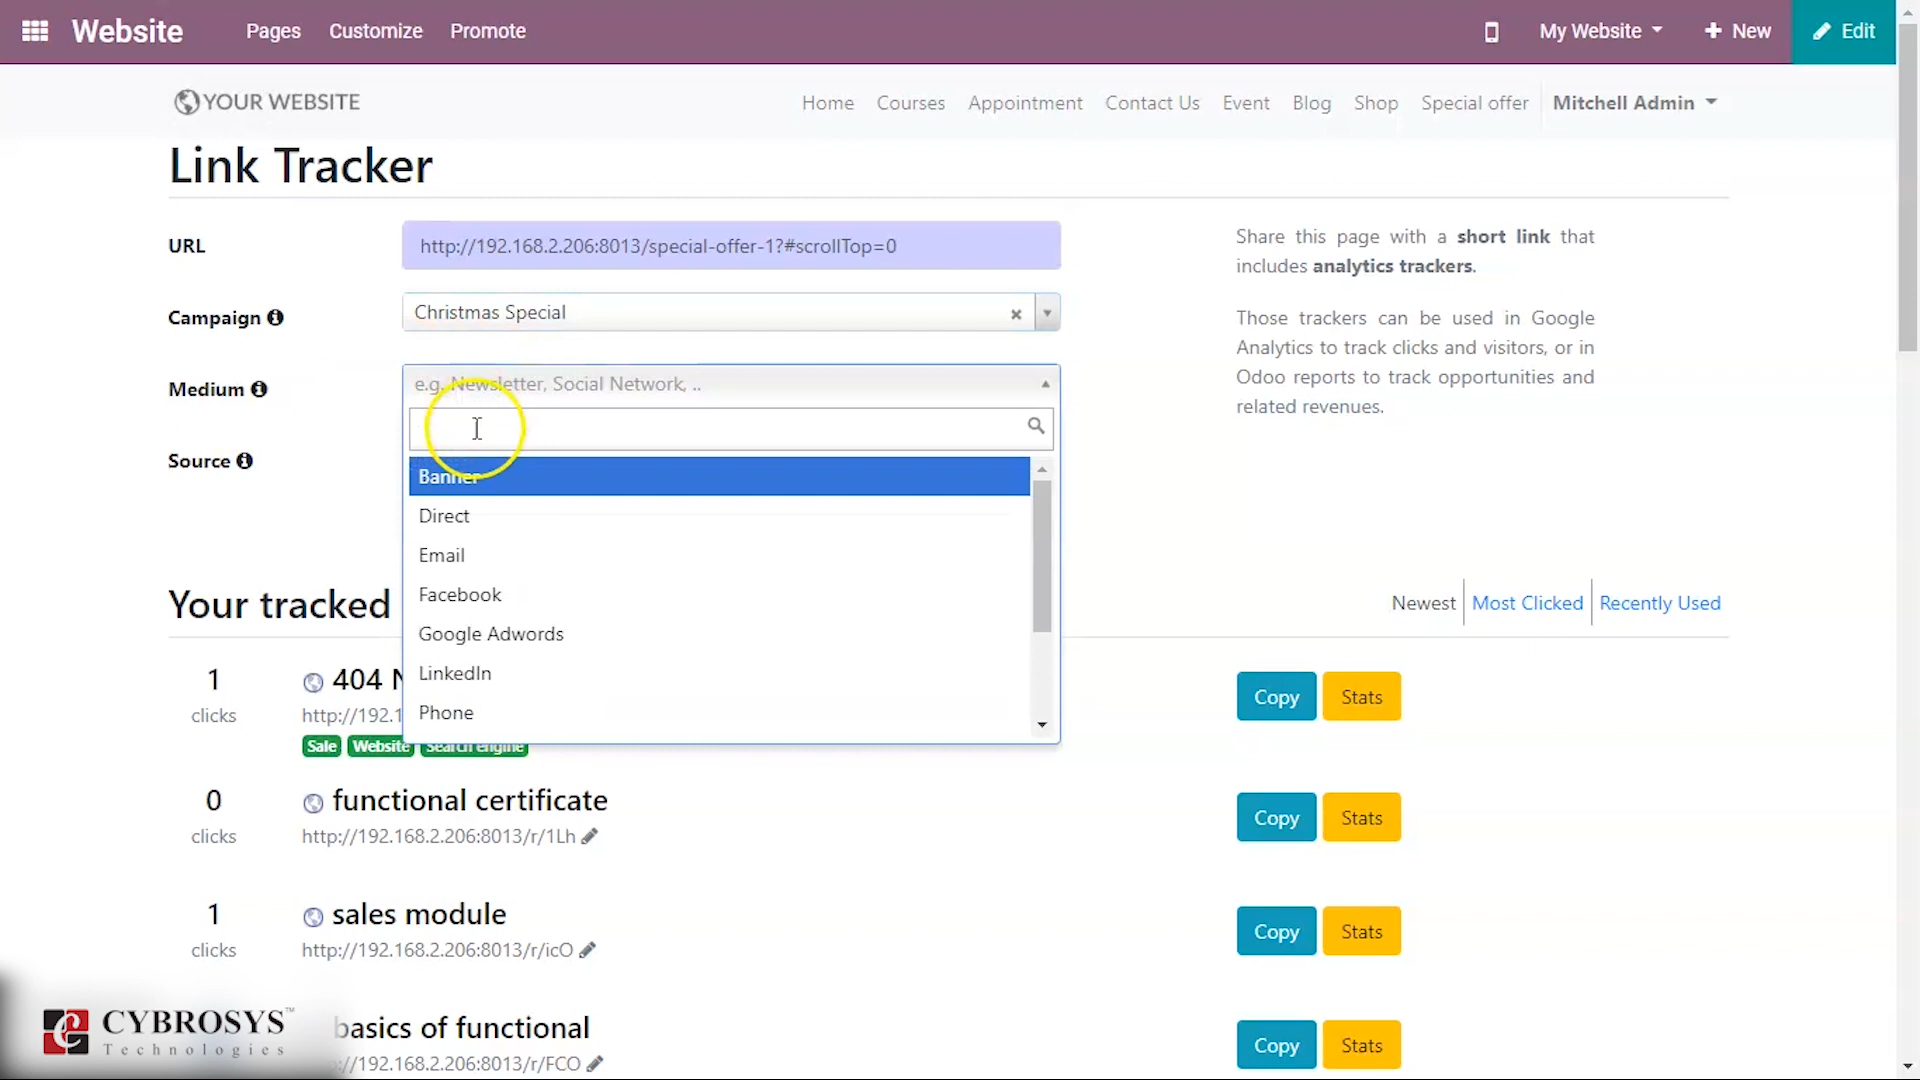 Website Pages Customize Promote My Website New Edit
YOUR WEBSITE Home Courses Appointment Contact Us Event Blog Shop Special offer Mitchell Admin
Link Tracker
URL http://192.168.2.206:8013/special-offer-1?#scrollTop=0
Share this page with a short link that
includes analytics trackers.
Campaign Christmas Special
Those trackers can be used in Google
Analytics to track clicks and visitors, or in
Odoo reports to track opportunities and
related revenues.
Medium e.g. Newsletter, Social Network, ..
Source
Banner
Direct
Email
Facebook
Google Adwords
LinkedIn
Phone
Your tracked
Newest Most Clicked Recently Used
1 404 N
clicks http://192.1
Copy Stats
Sale Website Search engine
0 functional certificate
clicks http://192.168.2.206:8013/r/1Lh
Copy Stats
1 sales module
clicks http://192.168.2.206:8013/r/icO
Copy Stats
basics of functional
/192.168.2.206:8013/r/FCO
Copy Stats
CYBROSYS™
Technologies